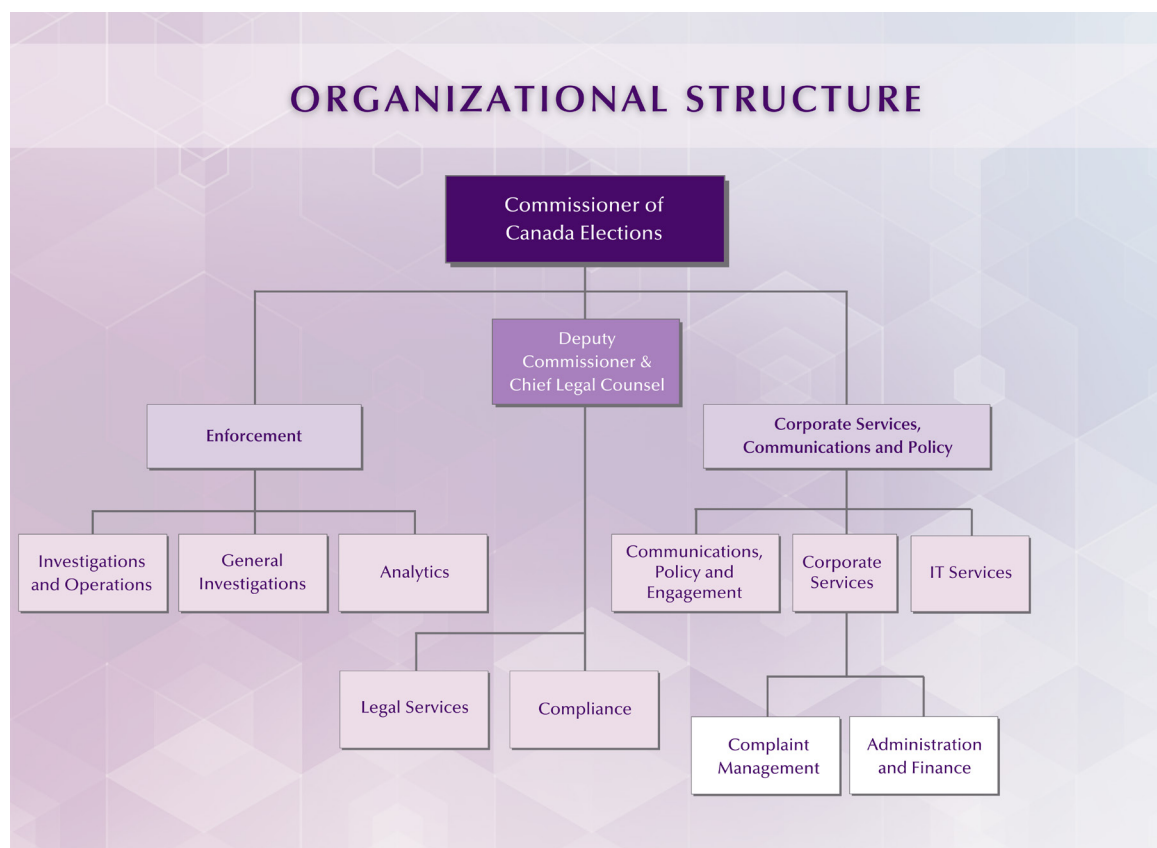 ORGANIZATIONAL STRUCTURE
Commissioner of
Canada Elections
Deputy
Commissioner &
Chief Legal Counsel
Enforcement
Corporate Services,
Communications and Policy
Investigations
and Operations
General
Investigations
Analytics
Communications,
Policy and
Engagement
Corporate
Services
IT Services
Legal Services
Compliance
Complaint
Management
Administration
and Finance